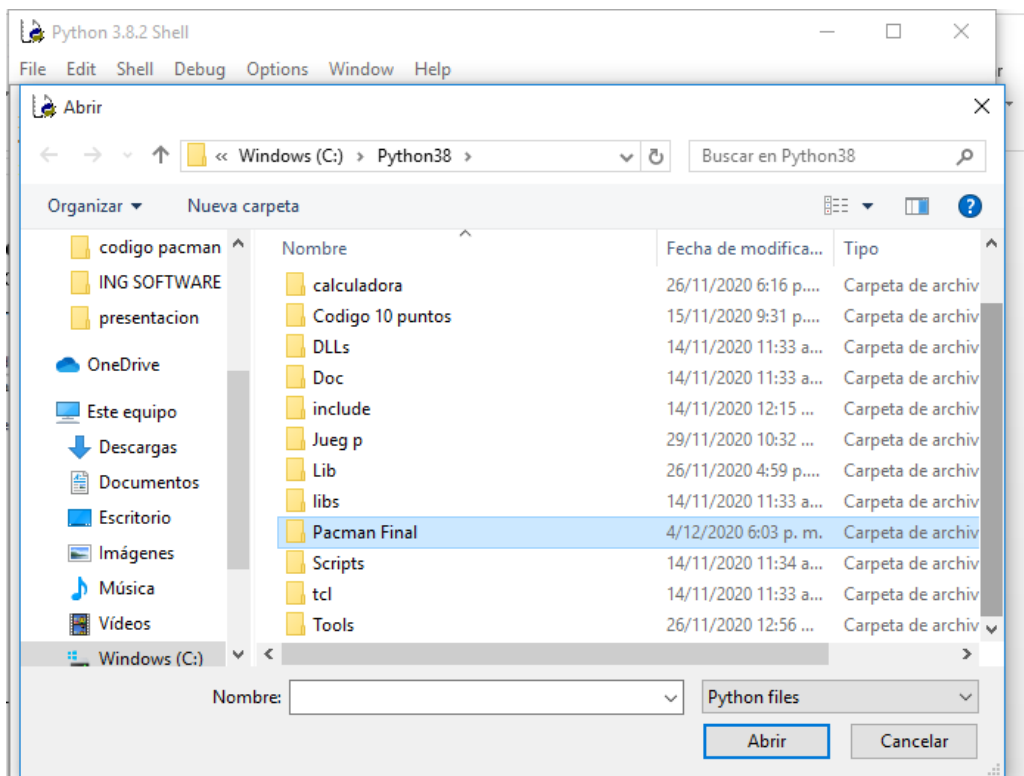 Python 3.8.2 Shell
File Edit Shell Debug Options Window Help
Abrir
« Windows (C:) > Python38 >
Buscar en Python38
Organizar
Nueva carpeta
codigo pacman
ING SOFTWARE
presentacion
OneDrive
Este equipo
Descargas
Documentos
Escritorio
Imágenes
Música
Vídeos
Windows (C:)
Nombre Fecha de modifica... Tipo
calculadora 26/11/2020 6:16 p.... Carpeta de archiv
Codigo 10 puntos 15/11/2020 9:31 p.... Carpeta de archiv
DLLs 14/11/2020 11:33 a... Carpeta de archiv
Doc 14/11/2020 11:33 a... Carpeta de archiv
include 14/11/2020 12:15 ... Carpeta de archiv
Jueg p 29/11/2020 10:32 ... Carpeta de archiv
Lib 26/11/2020 4:59 p.... Carpeta de archiv
libs 14/11/2020 11:33 a... Carpeta de archiv
Pacman Final 4/12/2020 6:03 p. m. Carpeta de archiv
Scripts 14/11/2020 11:34 a... Carpeta de archiv
tcl 14/11/2020 11:33 a... Carpeta de archiv
Tools 26/11/2020 12:56 ... Carpeta de archiv
Nombre:
Python files
Abrir
Cancelar